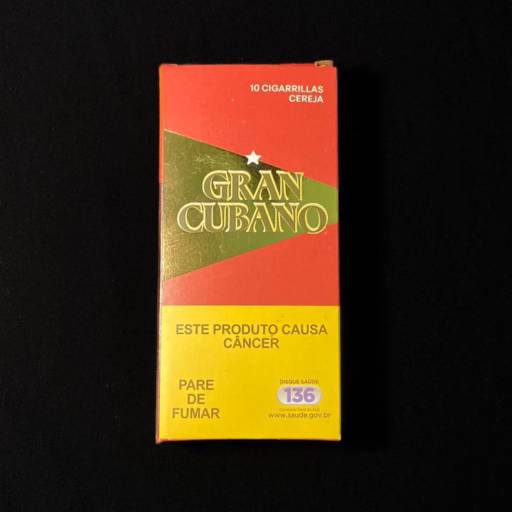 10 CIGARRILLAS
CEREJA
GRAN
CUBANO
ESTE PRODUTO CAUSA
CÂNCER
PARE
DE
FUMAR
DISQUE SAÚDE
136
www.saude.gov.br